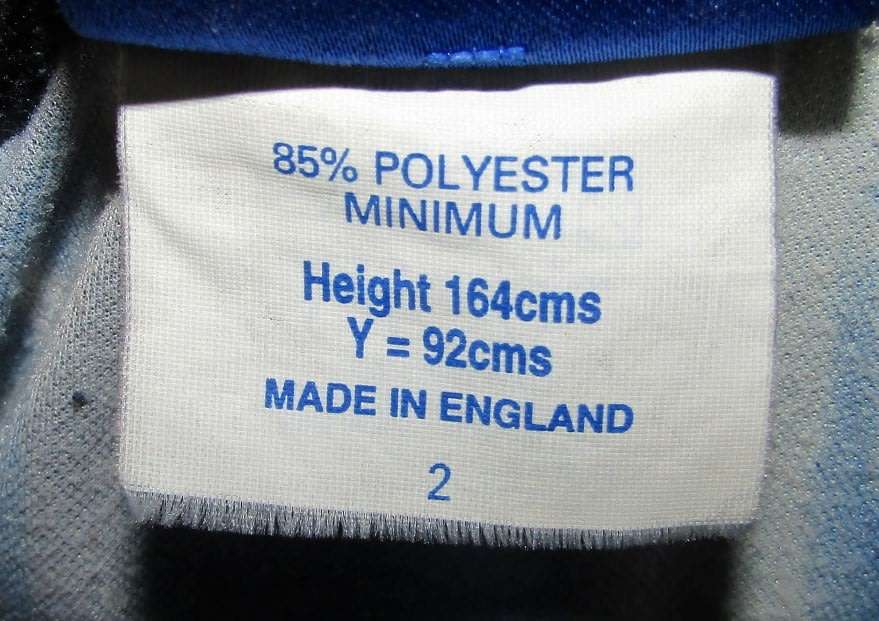 85% POLYESTER
MINIMUM
Height 164cms
Y = 92cms
MADE IN ENGLAND
2